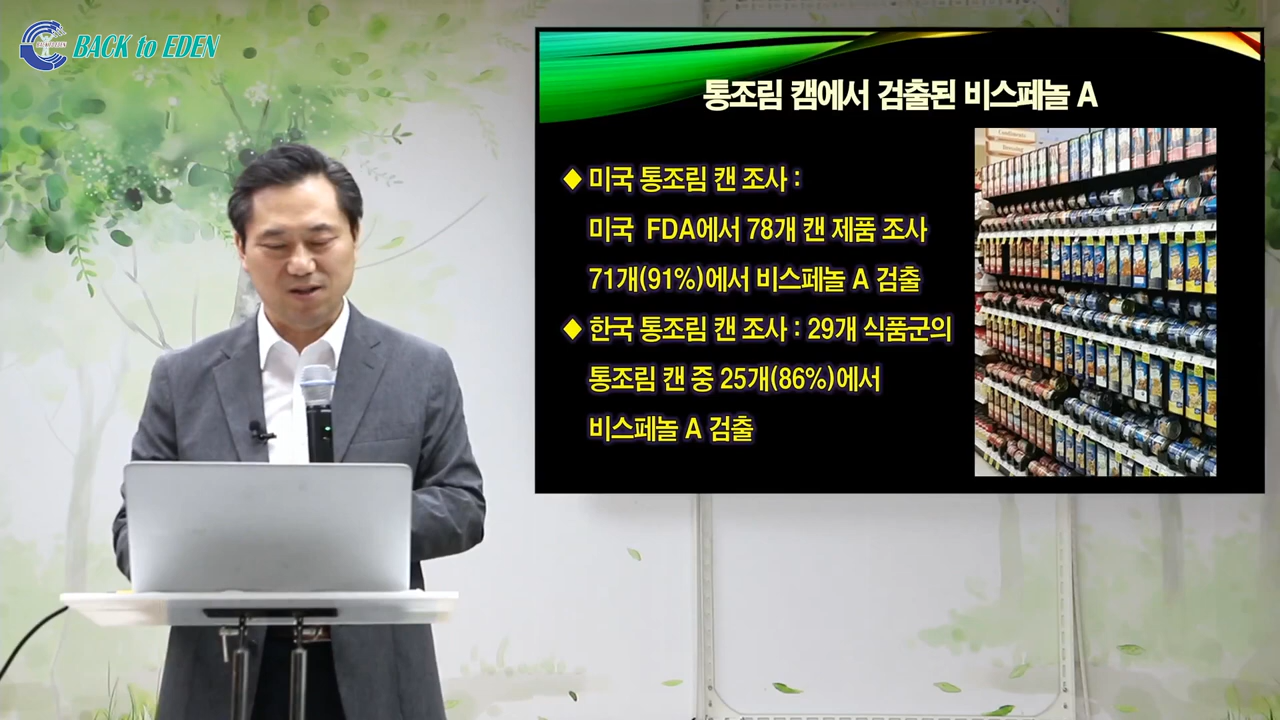 BACK to EDEN
통조림 캠에서 검출된 비스페놀 A
◆ 미국 통조림 캔 조사 :
미국 FDA에서 78개 캔 제품 조사
71개(91%)에서 비스페놀 A 검출
◆ 한국 통조림 캔 조사 : 29개 식품군의
통조림 캔 중 25개(86%)에서
비스페놀 A 검출